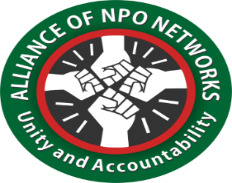 ALLIANCE OF NPO NETWORKS
Unity and Accountability